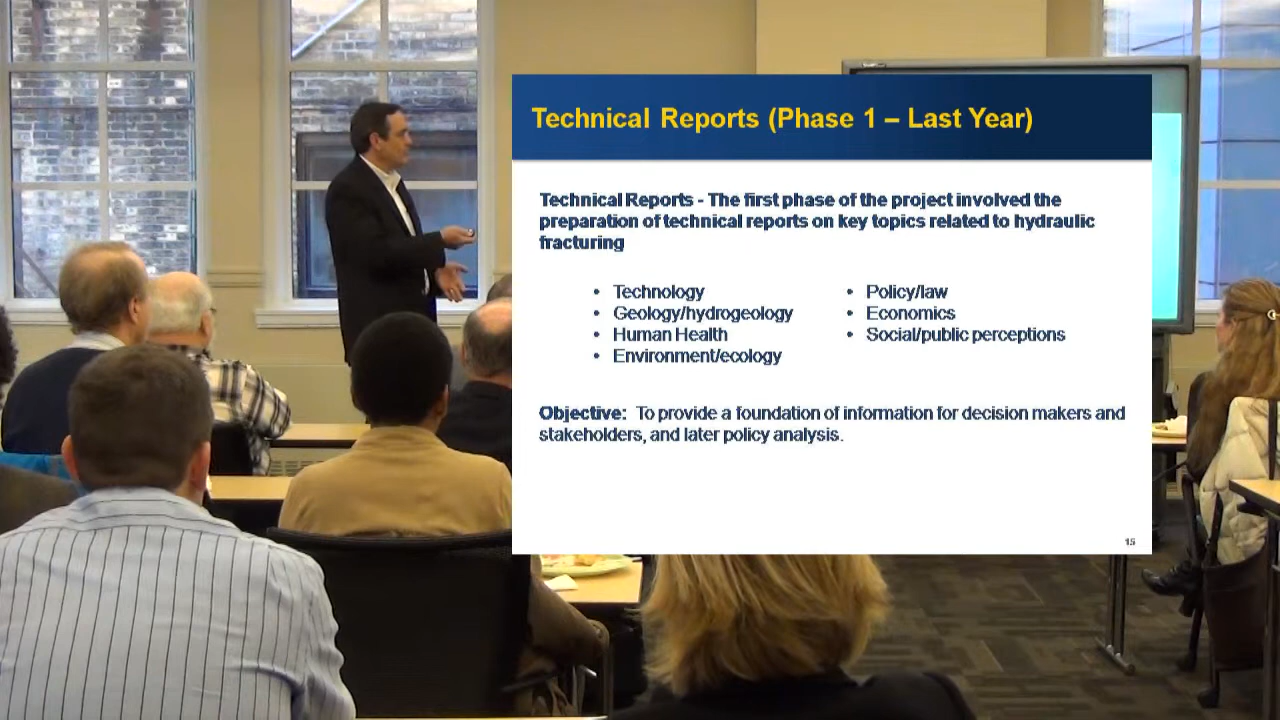 Technical Reports (Phase 1 – Last Year)
Technical Reports - The first phase of the project involved the
preparation of technical reports on key topics related to hydraulic
fracturing
• Technology
• Geology/hydrogeology
• Human Health
• Environment/ecology
• Policy/law
• Economics
• Social/public perceptions
Objective: To provide a foundation of information for decision makers and
stakeholders, and later policy analysis.
15